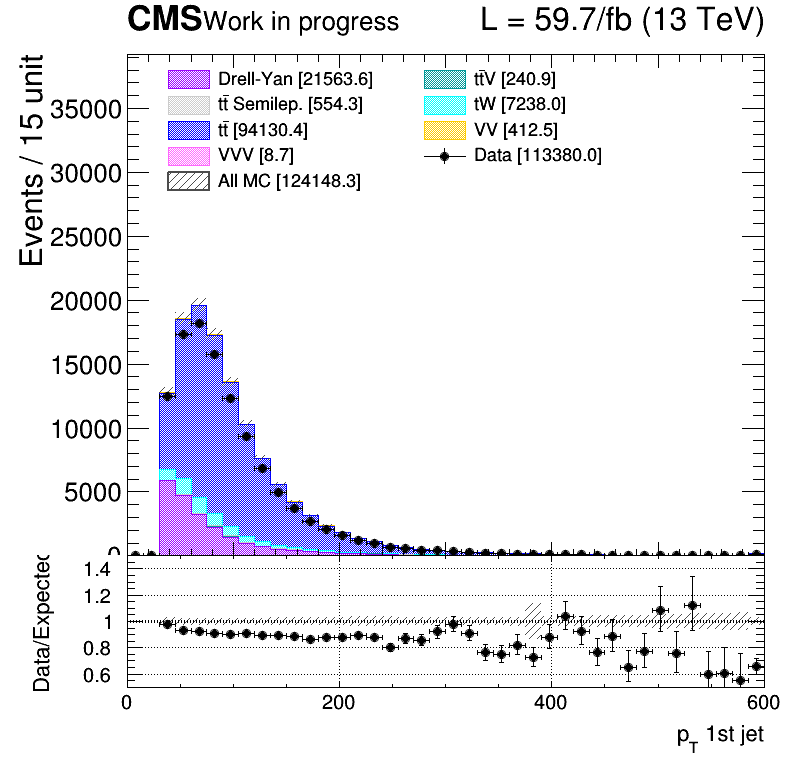 CMS Work in progress L = 59.7/fb (13 TeV)
Events / 15 unit
35000
30000
25000
20000
15000
10000
5000
0
Drell-Yan [21563.6]
tt̄ Semilep. [554.3]
tt̄ [94130.4]
VVV [8.7]
All MC [124148.3]
tt̄V [240.9]
tW [7238.0]
VV [412.5]
Data [113380.0]
Data/Expected
1.4
1.2
1
0.8
0.6
0 200 400 600
p_T 1st jet